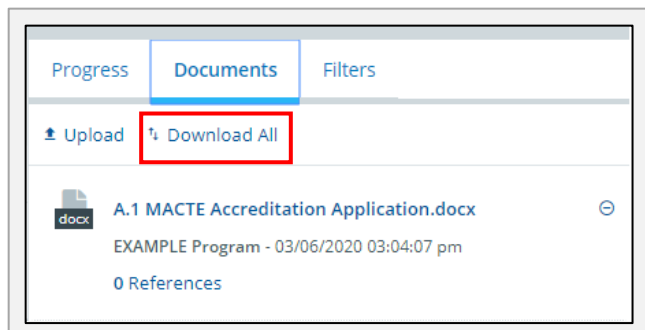 Progress Documents Filters
Upload Download All
docx
A.1 MACTE Accreditation Application.docx
EXAMPLE Program - 03/06/2020 03:04:07 pm
0 References